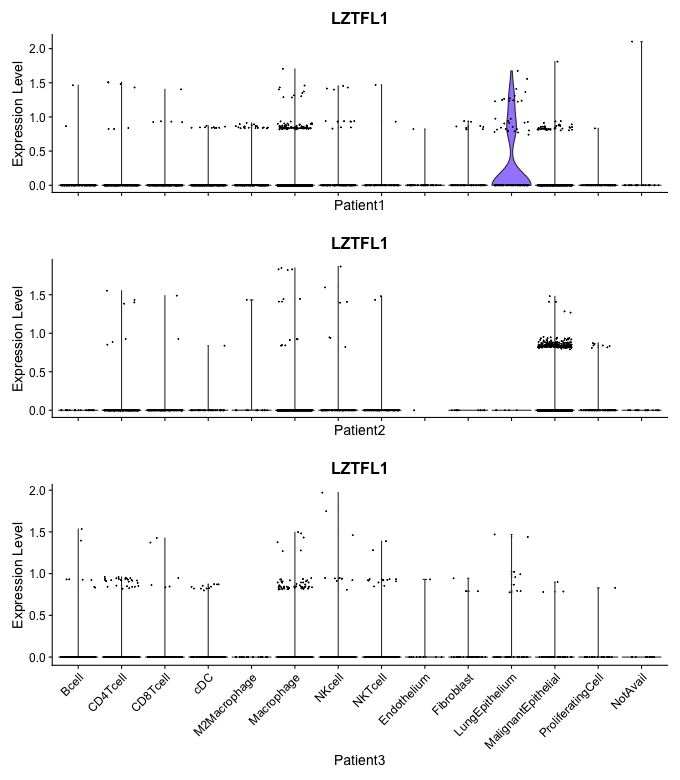 LZTFL1
Expression Level
2.0
1.5
1.0
0.5
0.0
Patient1
LZTFL1
Expression Level
1.5
1.0
0.5
0.0
Patient2
LZTFL1
Expression Level
2.0
1.5
1.0
0.5
0.0
Bcell
CD4Tcell
CD8Tcell
cDC
M2Macrophage
Macrophage
NKcell
NKTcell
Endothelium
Fibroblast
LungEpithelium
MalignantEpithelial
ProliferatingCell
NotAvail
Patient3